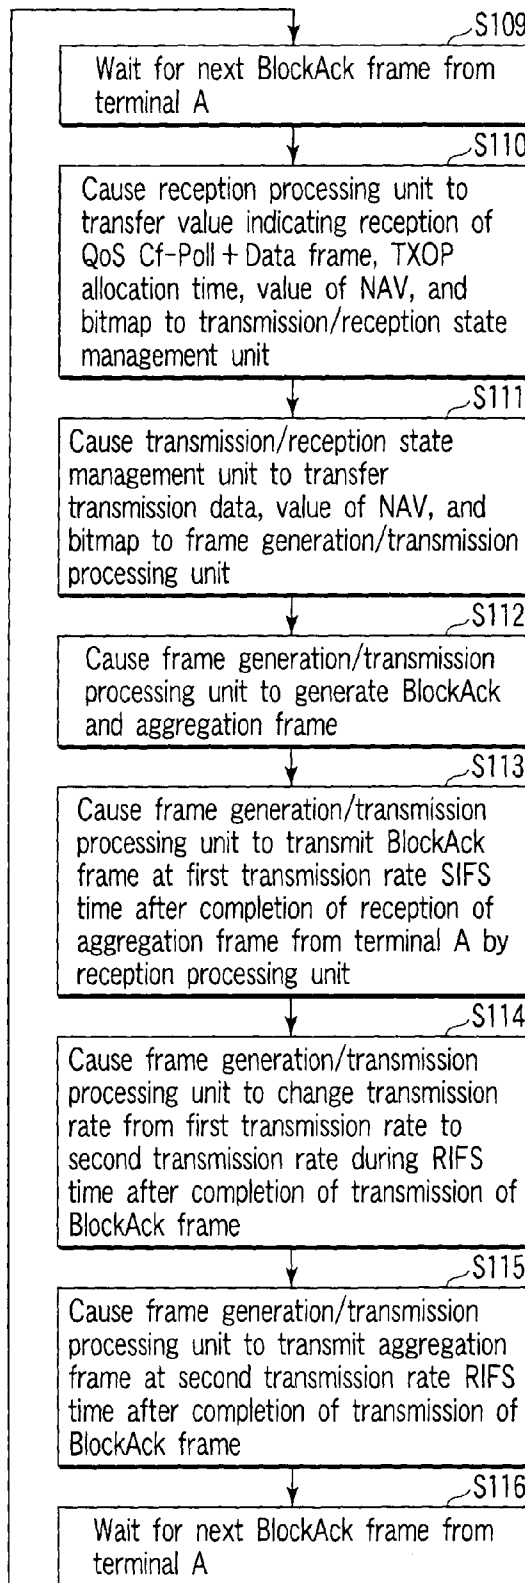 S109
Wait for next BlockAck frame from
terminal A
S110
Cause reception processing unit to
transfer value indicating reception of
QoS Cf-Poll + Data frame, TXOP
allocation time, value of NAV, and
bitmap to transmission/reception state
management unit
S111
Cause transmission/reception state
management unit to transfer
transmission data, value of NAV, and
bitmap to frame generation/transmission
processing unit
S112
Cause frame generation/transmission
processing unit to generate BlockAck
and aggregation frame
S113
Cause frame generation/transmission
processing unit to transmit BlockAck
frame at first transmission rate SIFS
time after completion of reception of
aggregation frame from terminal A by
reception processing unit
S114
Cause frame generation/transmission
processing unit to change transmission
rate from first transmission rate to
second transmission rate during RIFS
time after completion of transmission of
BlockAck frame
S115
Cause frame generation/transmission
processing unit to transmit aggregation
frame at second transmission rate RIFS
time after completion of transmission of
BlockAck frame
S116
Wait for next BlockAck frame from
terminal A